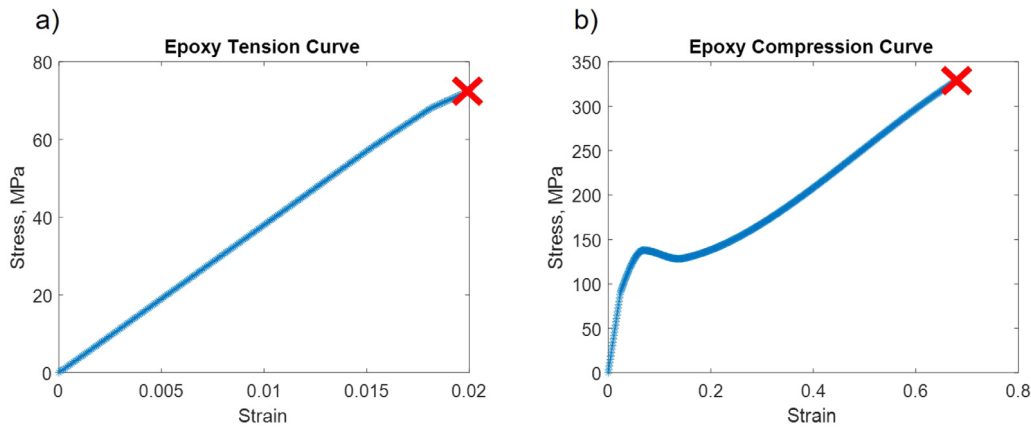 a)
Epoxy Tension Curve
80
60
40
20
0
Stress, MPa
0
0.005
0.01
0.015
0.02
Strain
b)
Epoxy Compression Curve
350
300
250
200
150
100
50
0
Stress, MPa
0
0.2
0.4
0.6
0.8
Strain